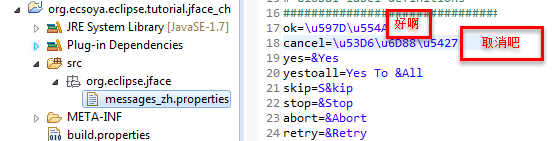 org.ecsoya.eclipse.tutorial.jface_ch
JRE System Library [JavaSE-1.7]
Plug-in Dependencies
src
org.eclipse.jface
messages_zh.properties
META-INF
build.properties
################################
17 ok=\u597D\u554A 好啊
18 cancel=\u53D6\u6D88\u5427 取消吧
19 yes=&Yes
20 yestoall=Yes To &All
21 skip=S&kip
22 stop=&Stop
23 abort=&Abort
24 retry=&Retry